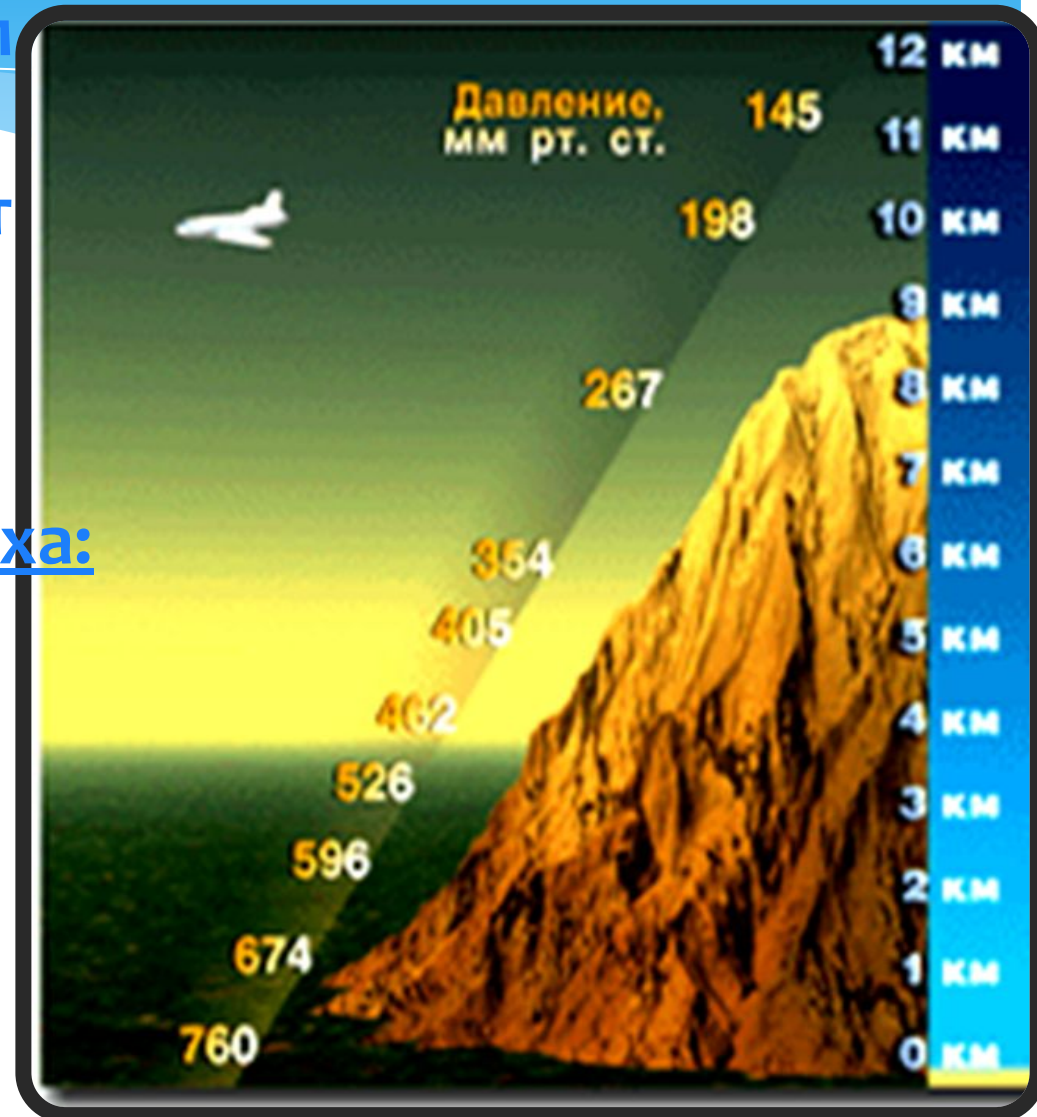 12 км
Давление, 145
мм рт. ст.
11 км
198 10 км
9 км
267 8 км
7 км
ха:
354 6 км
405 5 км
462 4 км
526 3 км
596 2 км
674 1 км
760 0 км